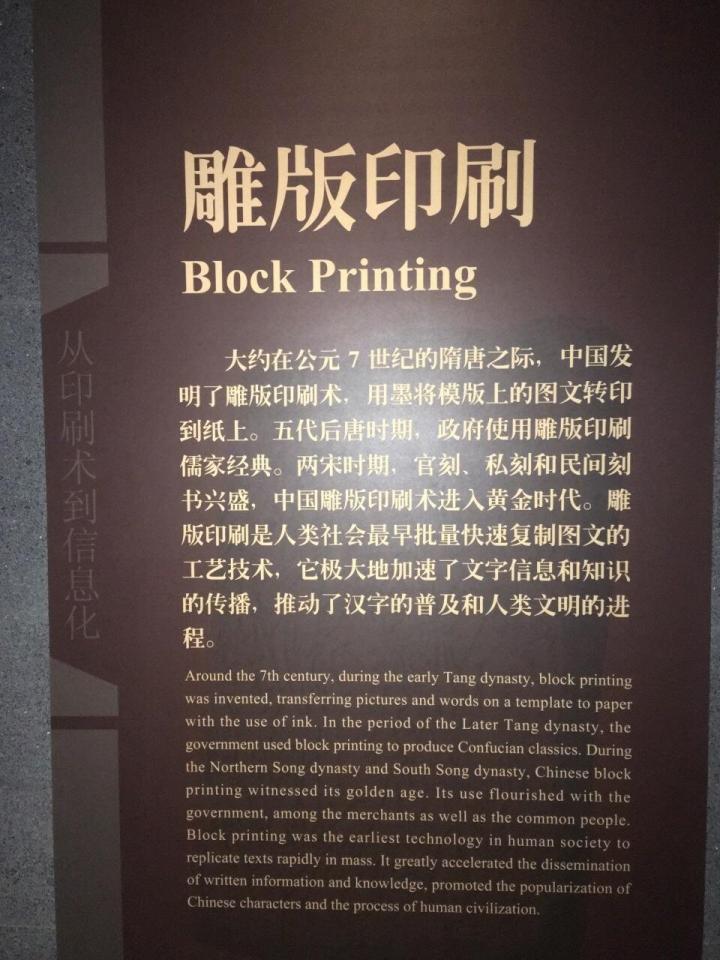 雕版印刷
Block Printing
从印刷术到信息化
大约在公元 7 世纪的隋唐之际，中国发
明了雕版印刷术，用墨将模版上的图文转印
到纸上。五代后唐时期，政府使用雕版印刷
儒家经典。两宋时期，官刻、私刻和民间刻
书兴盛，中国雕版印刷术进入黄金时代。雕
版印刷是人类社会最早批量快速复制图文的
工艺技术，它极大地加速了文字信息和知识
的传播，推动了汉字的普及和人类文明的进
程。
Around the 7th century, during the early Tang dynasty, block printing
was invented, transferring pictures and words on a template to paper
with the use of ink. In the period of the Later Tang dynasty, the
government used block printing to produce Confucian classics. During
the Northern Song dynasty and South Song dynasty, Chinese block
printing witnessed its golden age. Its use flourished with the
government, among the merchants as well as the common people.
Block printing was the earliest technology in human society to
replicate texts rapidly in mass. It greatly accelerated the dissemination
of written information and knowledge, promoted the popularization of
Chinese characters and the process of human civilization.